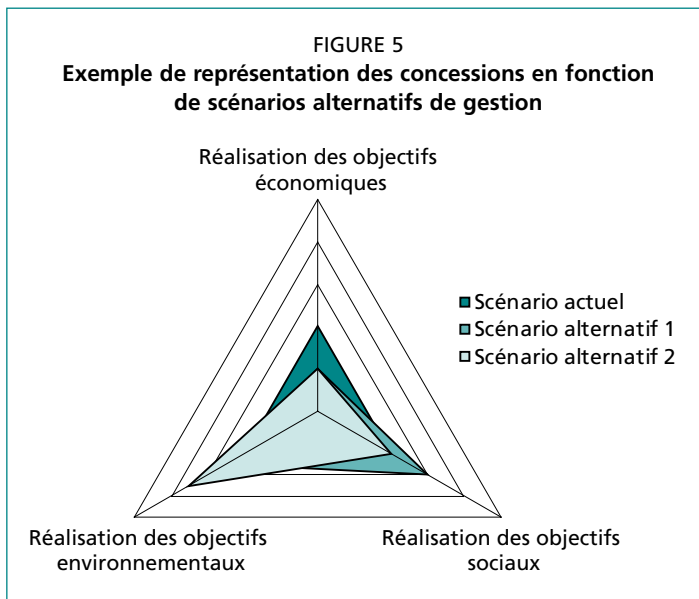 FIGURE 5
Exemple de représentation des concessions en fonction
de scénarios alternatifs de gestion
Réalisation des objectifs
économiques
Scénario actuel
Scénario alternatif 1
Scénario alternatif 2
Réalisation des objectifs
environnementaux
Réalisation des objectifs
sociaux